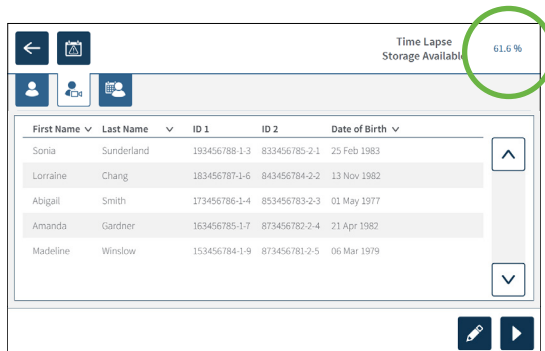 Time Lapse
Storage Available 61.6 %
First Name Last Name ID 1 ID 2 Date of Birth
Sonia Sunderland 193456788-1-3 833456785-2-1 25 Feb 1983
Lorraine Chang 183456787-1-6 843456784-2-2 13 Nov 1982
Abigail Smith 173456786-1-4 853456783-2-3 01 May 1977
Amanda Gardner 163456785-1-7 873456782-2-4 21 Apr 1982
Madeline Winslow 153456784-1-9 873456781-2-5 06 Mar 1979